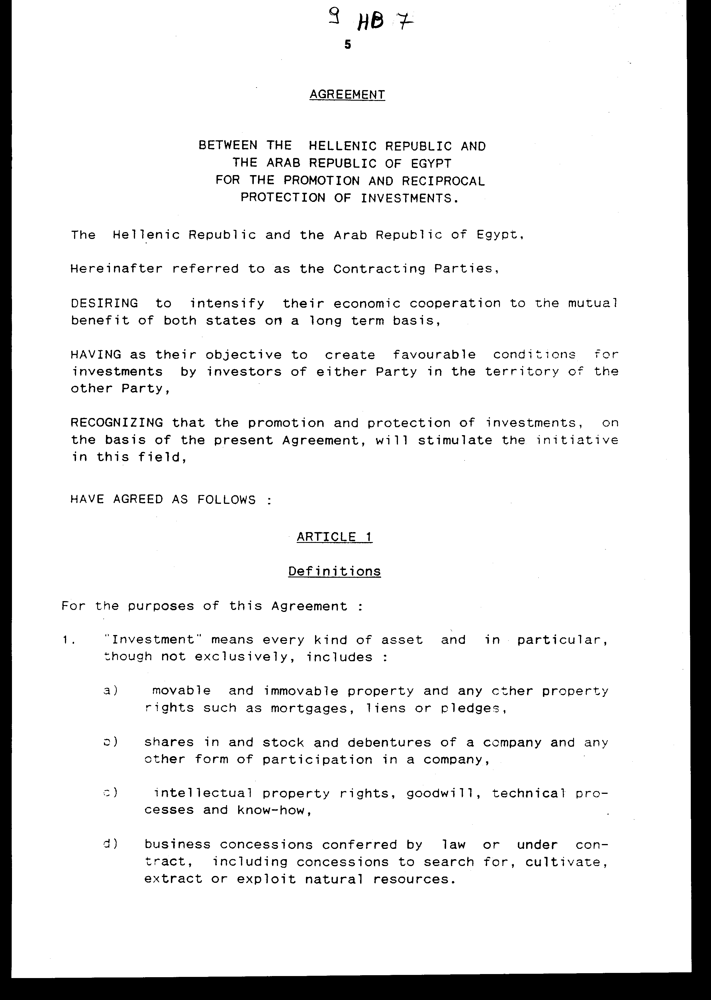 9 HB 7
5
AGREEMENT
BETWEEN THE HELLENIC REPUBLIC AND
THE ARAB REPUBLIC OF EGYPT
FOR THE PROMOTION AND RECIPROCAL
PROTECTION OF INVESTMENTS.
The Hellenic Republic and the Arab Republic of Egypt,
Hereinafter referred to as the Contracting Parties,
DESIRING to intensify their economic cooperation to the mutual
benefit of both states on a long term basis,
HAVING as their objective to create favourable conditions for
investments by investors of either Party in the territory of the
other Party,
RECOGNIZING that the promotion and protection of investments, on
the basis of the present Agreement, will stimulate the initiative
in this field,
HAVE AGREED AS FOLLOWS :
ARTICLE 1
Definitions
For the purposes of this Agreement :
1. "Investment" means every kind of asset and in particular,
though not exclusively, includes :
a) movable and immovable property and any other property
rights such as mortgages, liens or pledges,
b) shares in and stock and debentures of a company and any
other form of participation in a company,
c) intellectual property rights, goodwill, technical pro-
cesses and know-how,
d) business concessions conferred by law or under con-
tract, including concessions to search for, cultivate,
extract or exploit natural resources.